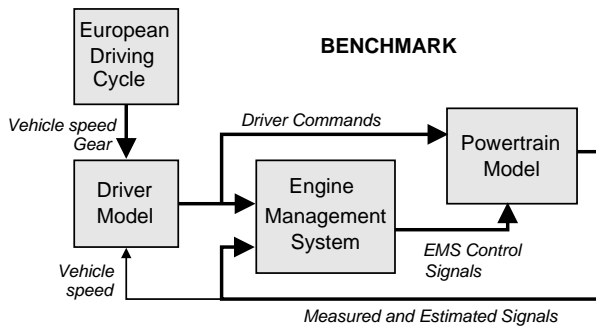 European
Driving
Cycle
BENCHMARK
Vehicle speed
Gear
Driver Commands
Powertrain
Model
Driver
Model
Engine
Management
System
EMS Control
Signals
Vehicle
speed
Measured and Estimated Signals